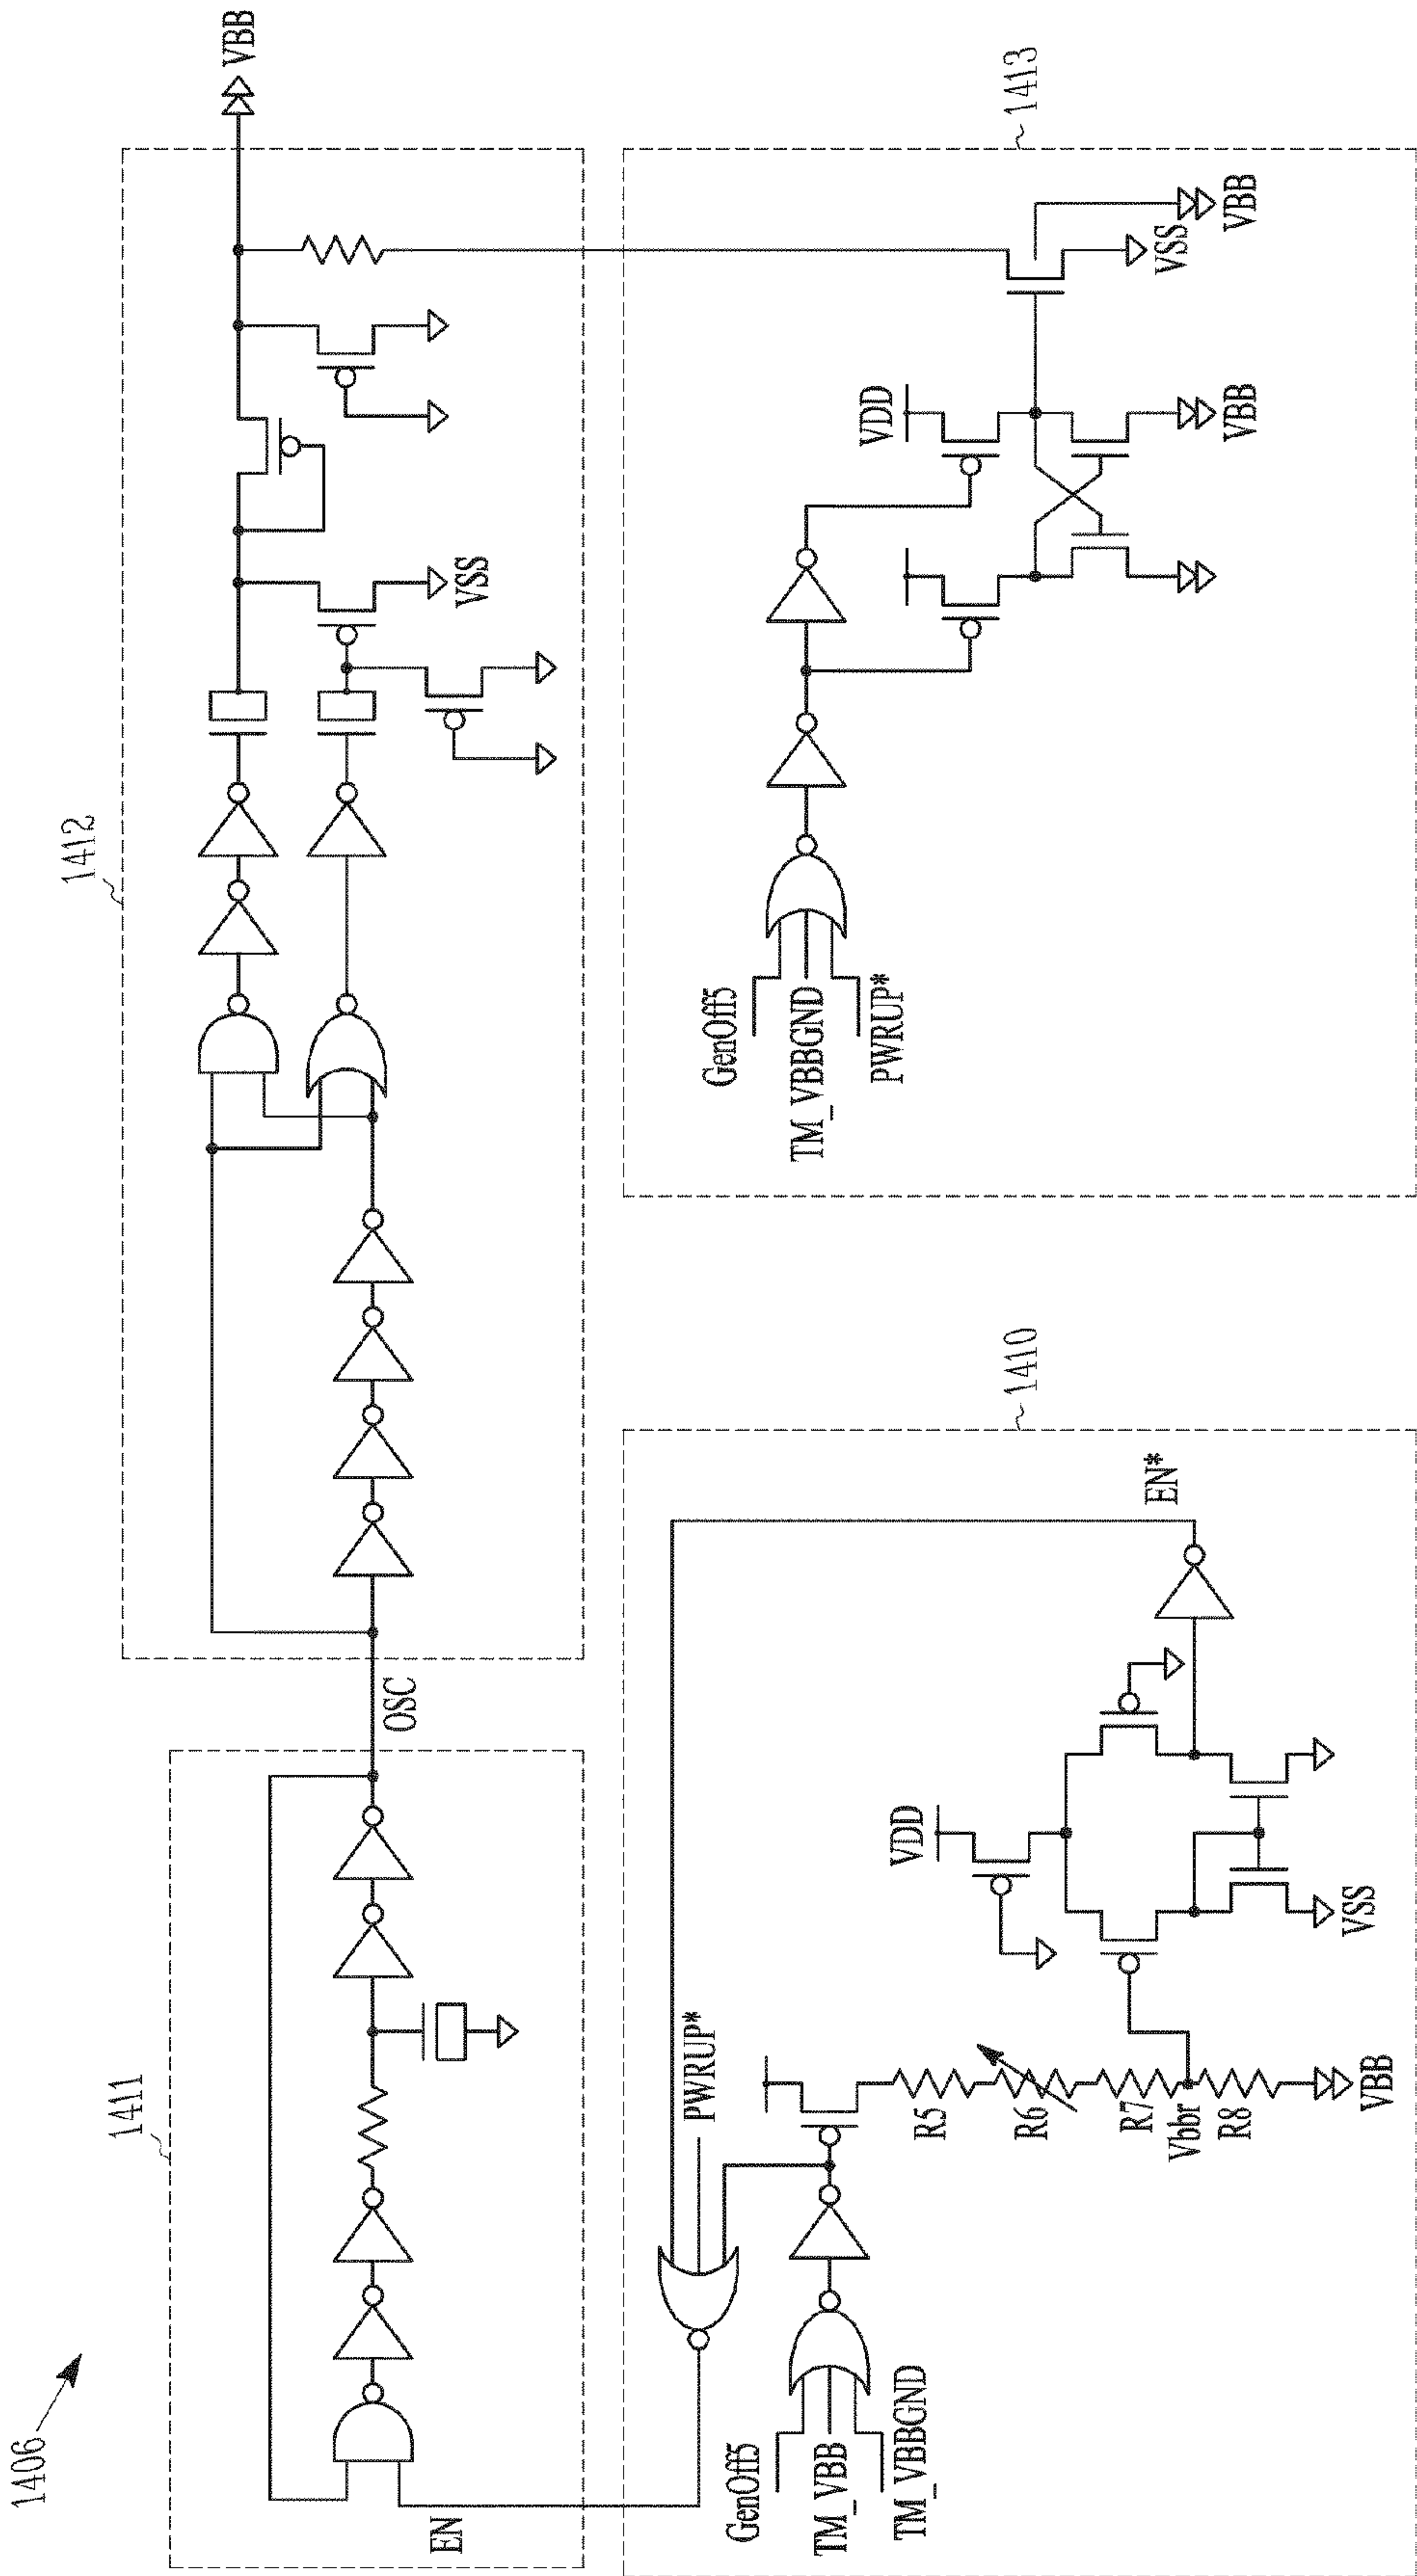 1406
1411
EN
OSC
1412
VSS
VBB
1410
GenOff5
TM_VBB
TM_VBBGND
PWRUP*
R5
R6
R7
Vbbr
R8
VBB
VDD
VSS
EN*
1413
GenOff5
TM_VBBGND
PWRUP*
VDD
VBB
VSS
VBB